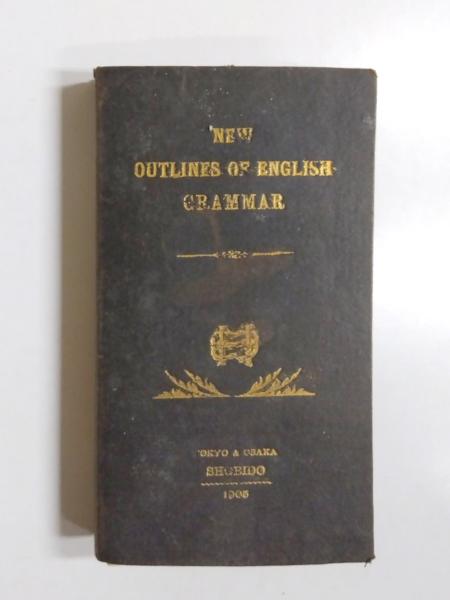 NEW
OUTLINES OF ENGLISH
GRAMMAR
TOKYO & OSAKA
SHOBIDO
1905